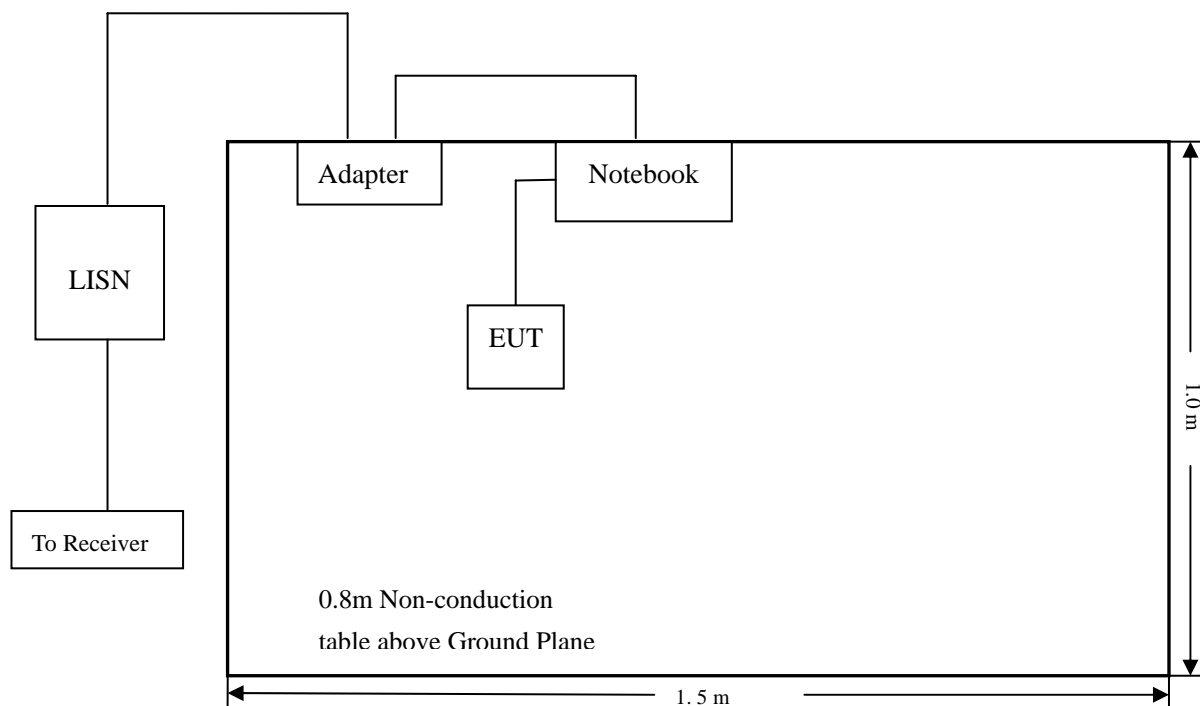 Adapter
Notebook
LISN
EUT
1.0 m
To Receiver
0.8m Non-conduction
table above Ground Plane
1. 5 m